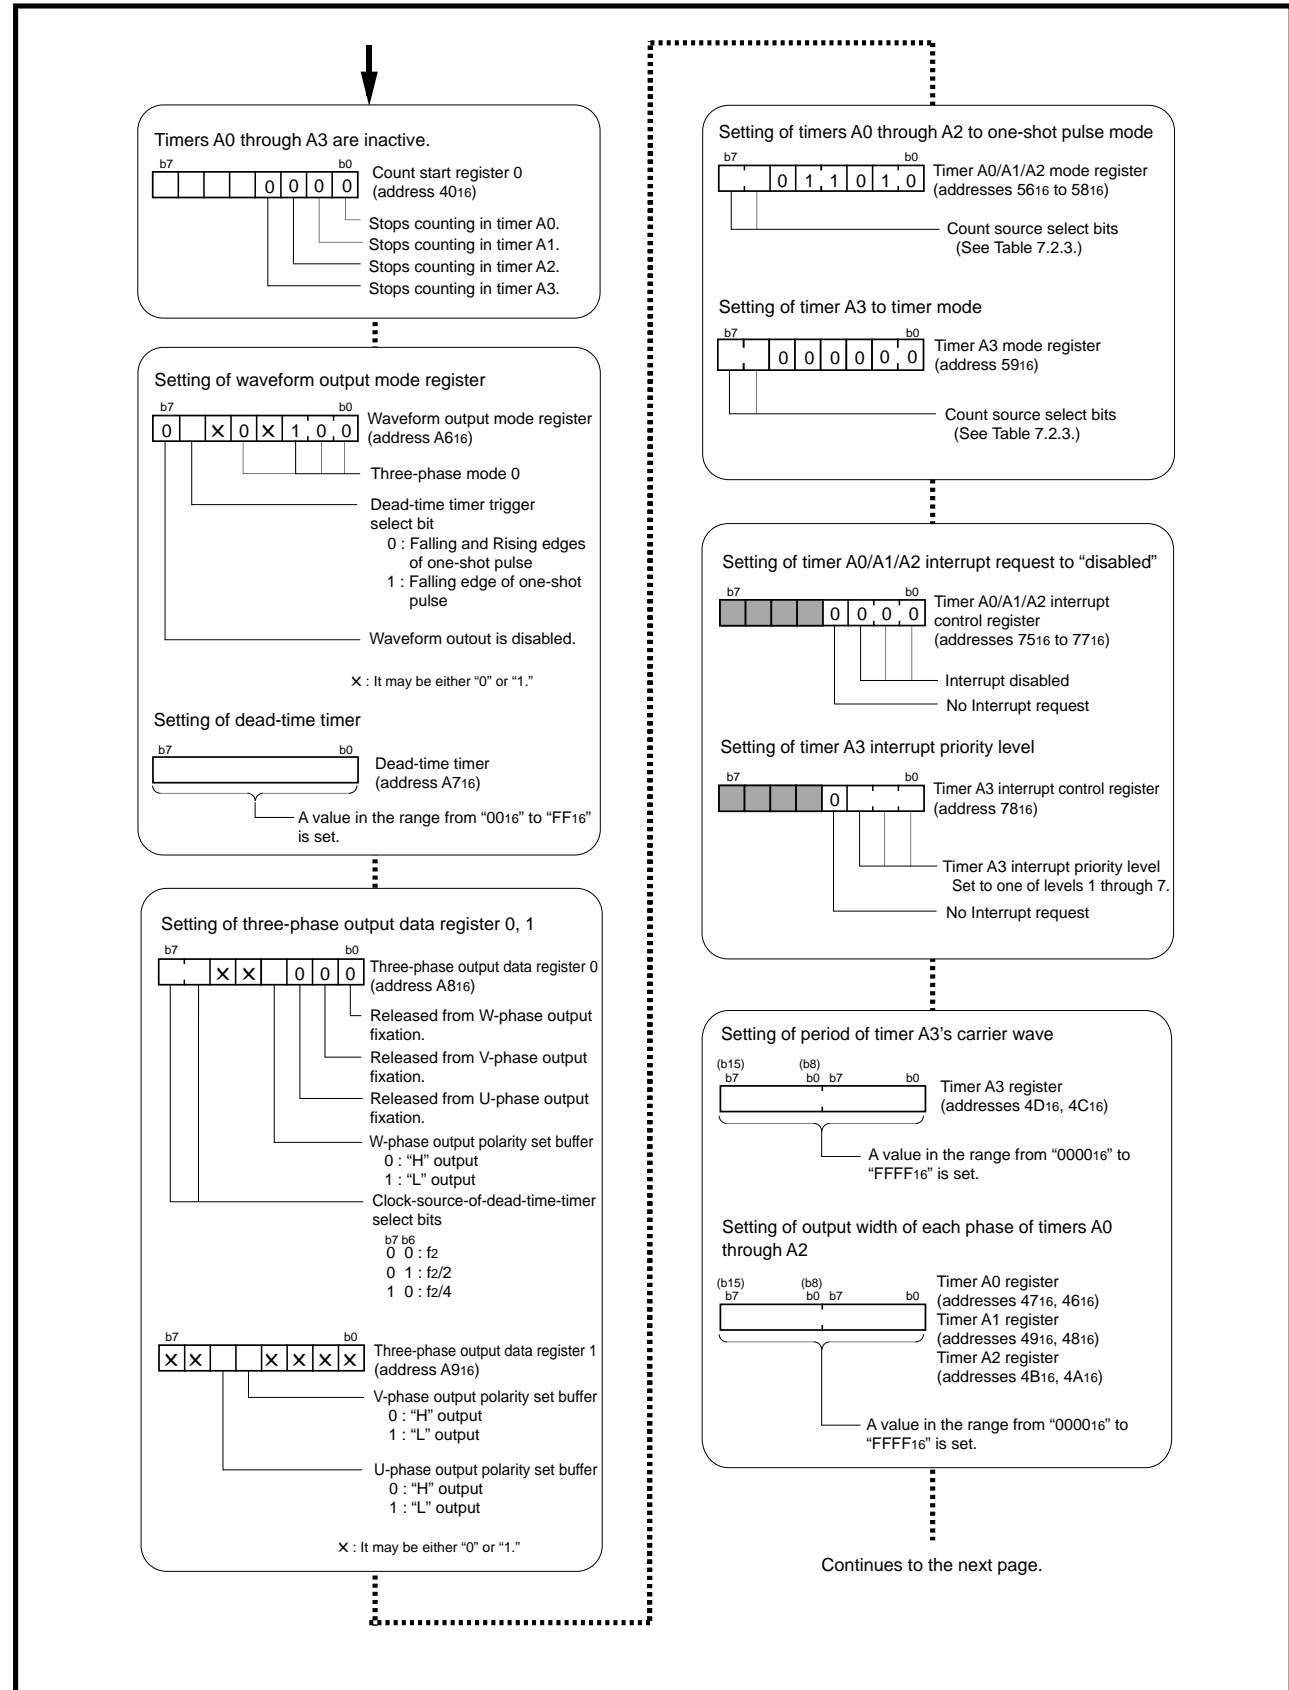 Timers A0 through A3 are inactive.
b7 b0
0 0 0 0
Count start register 0
(address 4016)
Stops counting in timer A0.
Stops counting in timer A1.
Stops counting in timer A2.
Stops counting in timer A3.
Setting of waveform output mode register
b7 b0
0 × 0 × 1 0 0
Waveform output mode register
(address A616)
Three-phase mode 0
Dead-time timer trigger
select bit
0 : Falling and Rising edges
of one-shot pulse
1 : Falling edge of one-shot
pulse
Waveform outout is disabled.
× : It may be either “0” or “1.”
Setting of dead-time timer
b7 b0
Dead-time timer
(address A716)
A value in the range from “0016” to “FF16”
is set.
Setting of three-phase output data register 0, 1
b7 b0
× × 0 0 0
Three-phase output data register 0
(address A816)
Released from W-phase output
fixation.
Released from V-phase output
fixation.
Released from U-phase output
fixation.
W-phase output polarity set buffer
0 : “H” output
1 : “L” output
Clock-source-of-dead-time-timer
select bits
b7 b6
0 0 : f2
0 1 : f2/2
1 0 : f2/4
b7 b0
× × × × × ×
Three-phase output data register 1
(address A916)
V-phase output polarity set buffer
0 : “H” output
1 : “L” output
U-phase output polarity set buffer
0 : “H” output
1 : “L” output
× : It may be either “0” or “1.”
Setting of timers A0 through A2 to one-shot pulse mode
b7 b0
0 1 1 0 1 0
Timer A0/A1/A2 mode register
(addresses 5616 to 5816)
Count source select bits
(See Table 7.2.3.)
Setting of timer A3 to timer mode
b7 b0
0 0 0 0 0 0
Timer A3 mode register
(address 5916)
Count source select bits
(See Table 7.2.3.)
Setting of timer A0/A1/A2 interrupt request to “disabled”
b7 b0
0 0 0 0
Timer A0/A1/A2 interrupt
control register
(addresses 7516 to 7716)
Interrupt disabled
No Interrupt request
Setting of timer A3 interrupt priority level
b7 b0
0
Timer A3 interrupt control register
(address 7816)
Timer A3 interrupt priority level
Set to one of levels 1 through 7.
No Interrupt request
Setting of period of timer A3’s carrier wave
(b15) (b8)
b7 b0 b7 b0
Timer A3 register
(addresses 4D16, 4C16)
A value in the range from “000016” to
“FFFF16” is set.
Setting of output width of each phase of timers A0
through A2
(b15) (b8)
b7 b0 b7 b0
Timer A0 register
(addresses 4716, 4616)
Timer A1 register
(addresses 4916, 4816)
Timer A2 register
(addresses 4B16, 4A16)
A value in the range from “000016” to
“FFFF16” is set.
Continues to the next page.